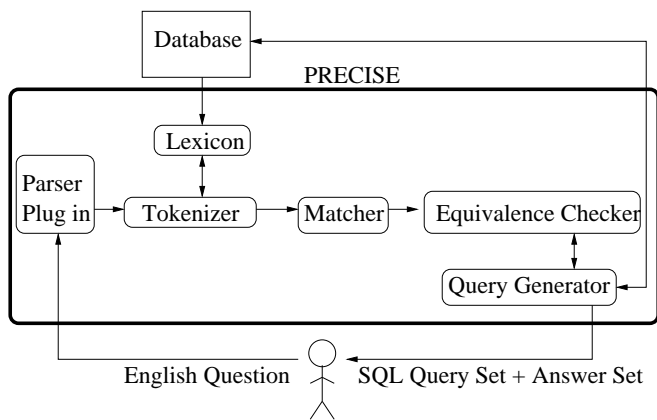 Database
PRECISE
Lexicon
Parser
Plug in
Tokenizer
Matcher
Equivalence Checker
Query Generator
English Question
SQL Query Set + Answer Set